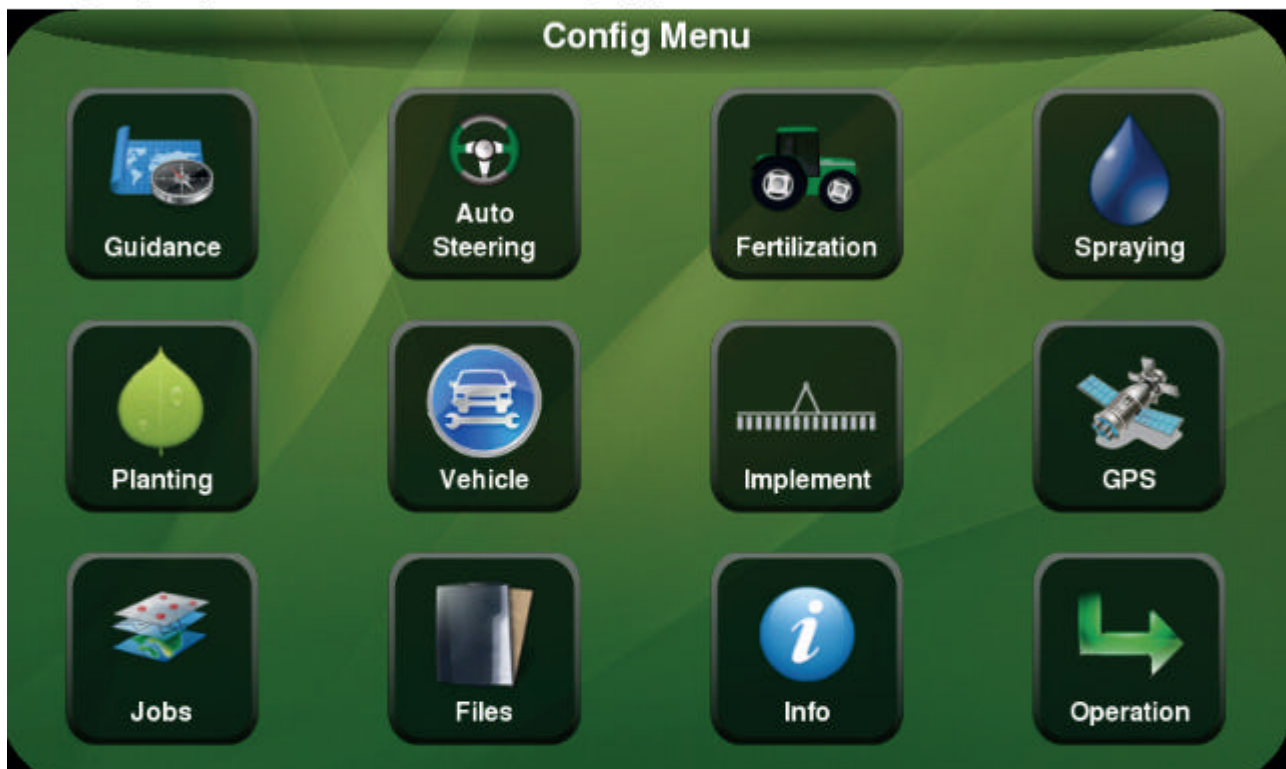 Config Menu
Guidance
Auto
Steering
Fertilization
Spraying
Planting
Vehicle
Implement
GPS
Jobs
Files
Info
Operation